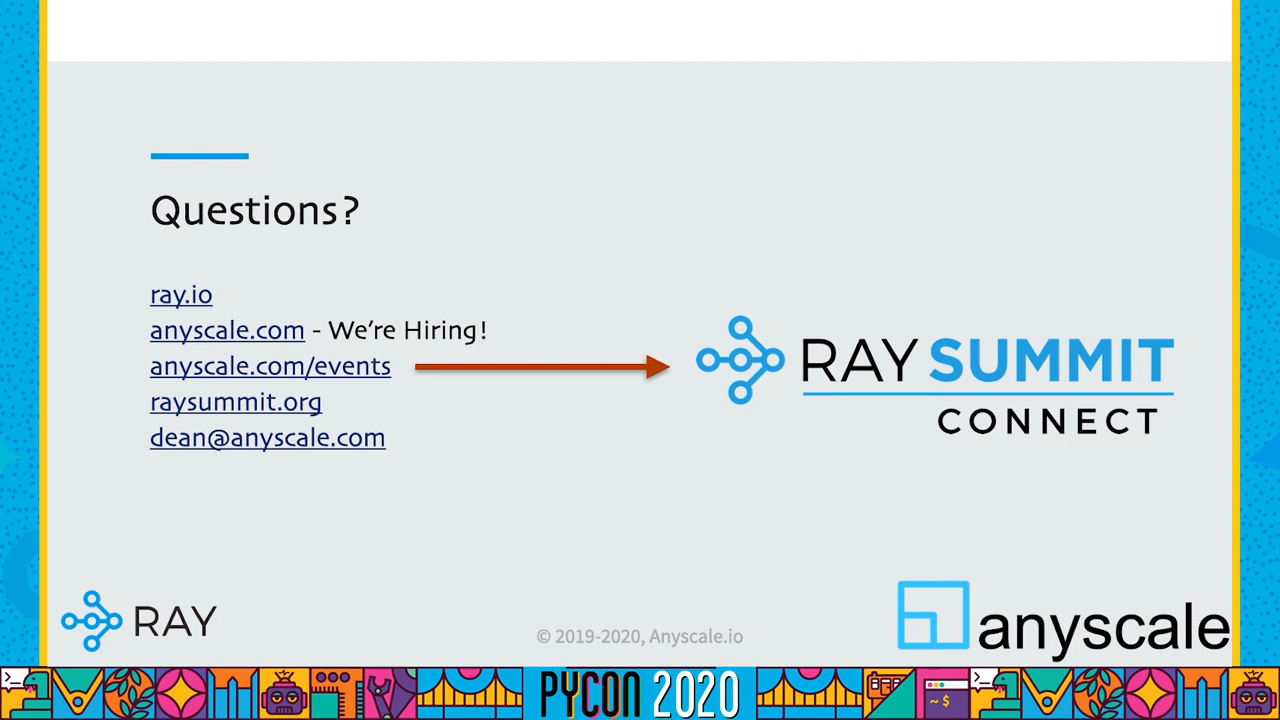 Questions?
ray.io
anyscale.com - We're Hiring!
anyscale.com/events
raysummit.org
dean@anyscale.com
RAY SUMMIT
CONNECT
RAY
© 2019-2020, Anyscale.io
anyscale
PYCON 2020
~$